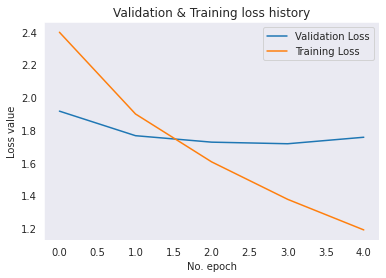 Validation & Training loss history
Validation Loss
Training Loss
Loss value
2.4
2.2
2.0
1.8
1.6
1.4
1.2
0.0 0.5 1.0 1.5 2.0 2.5 3.0 3.5 4.0
No. epoch